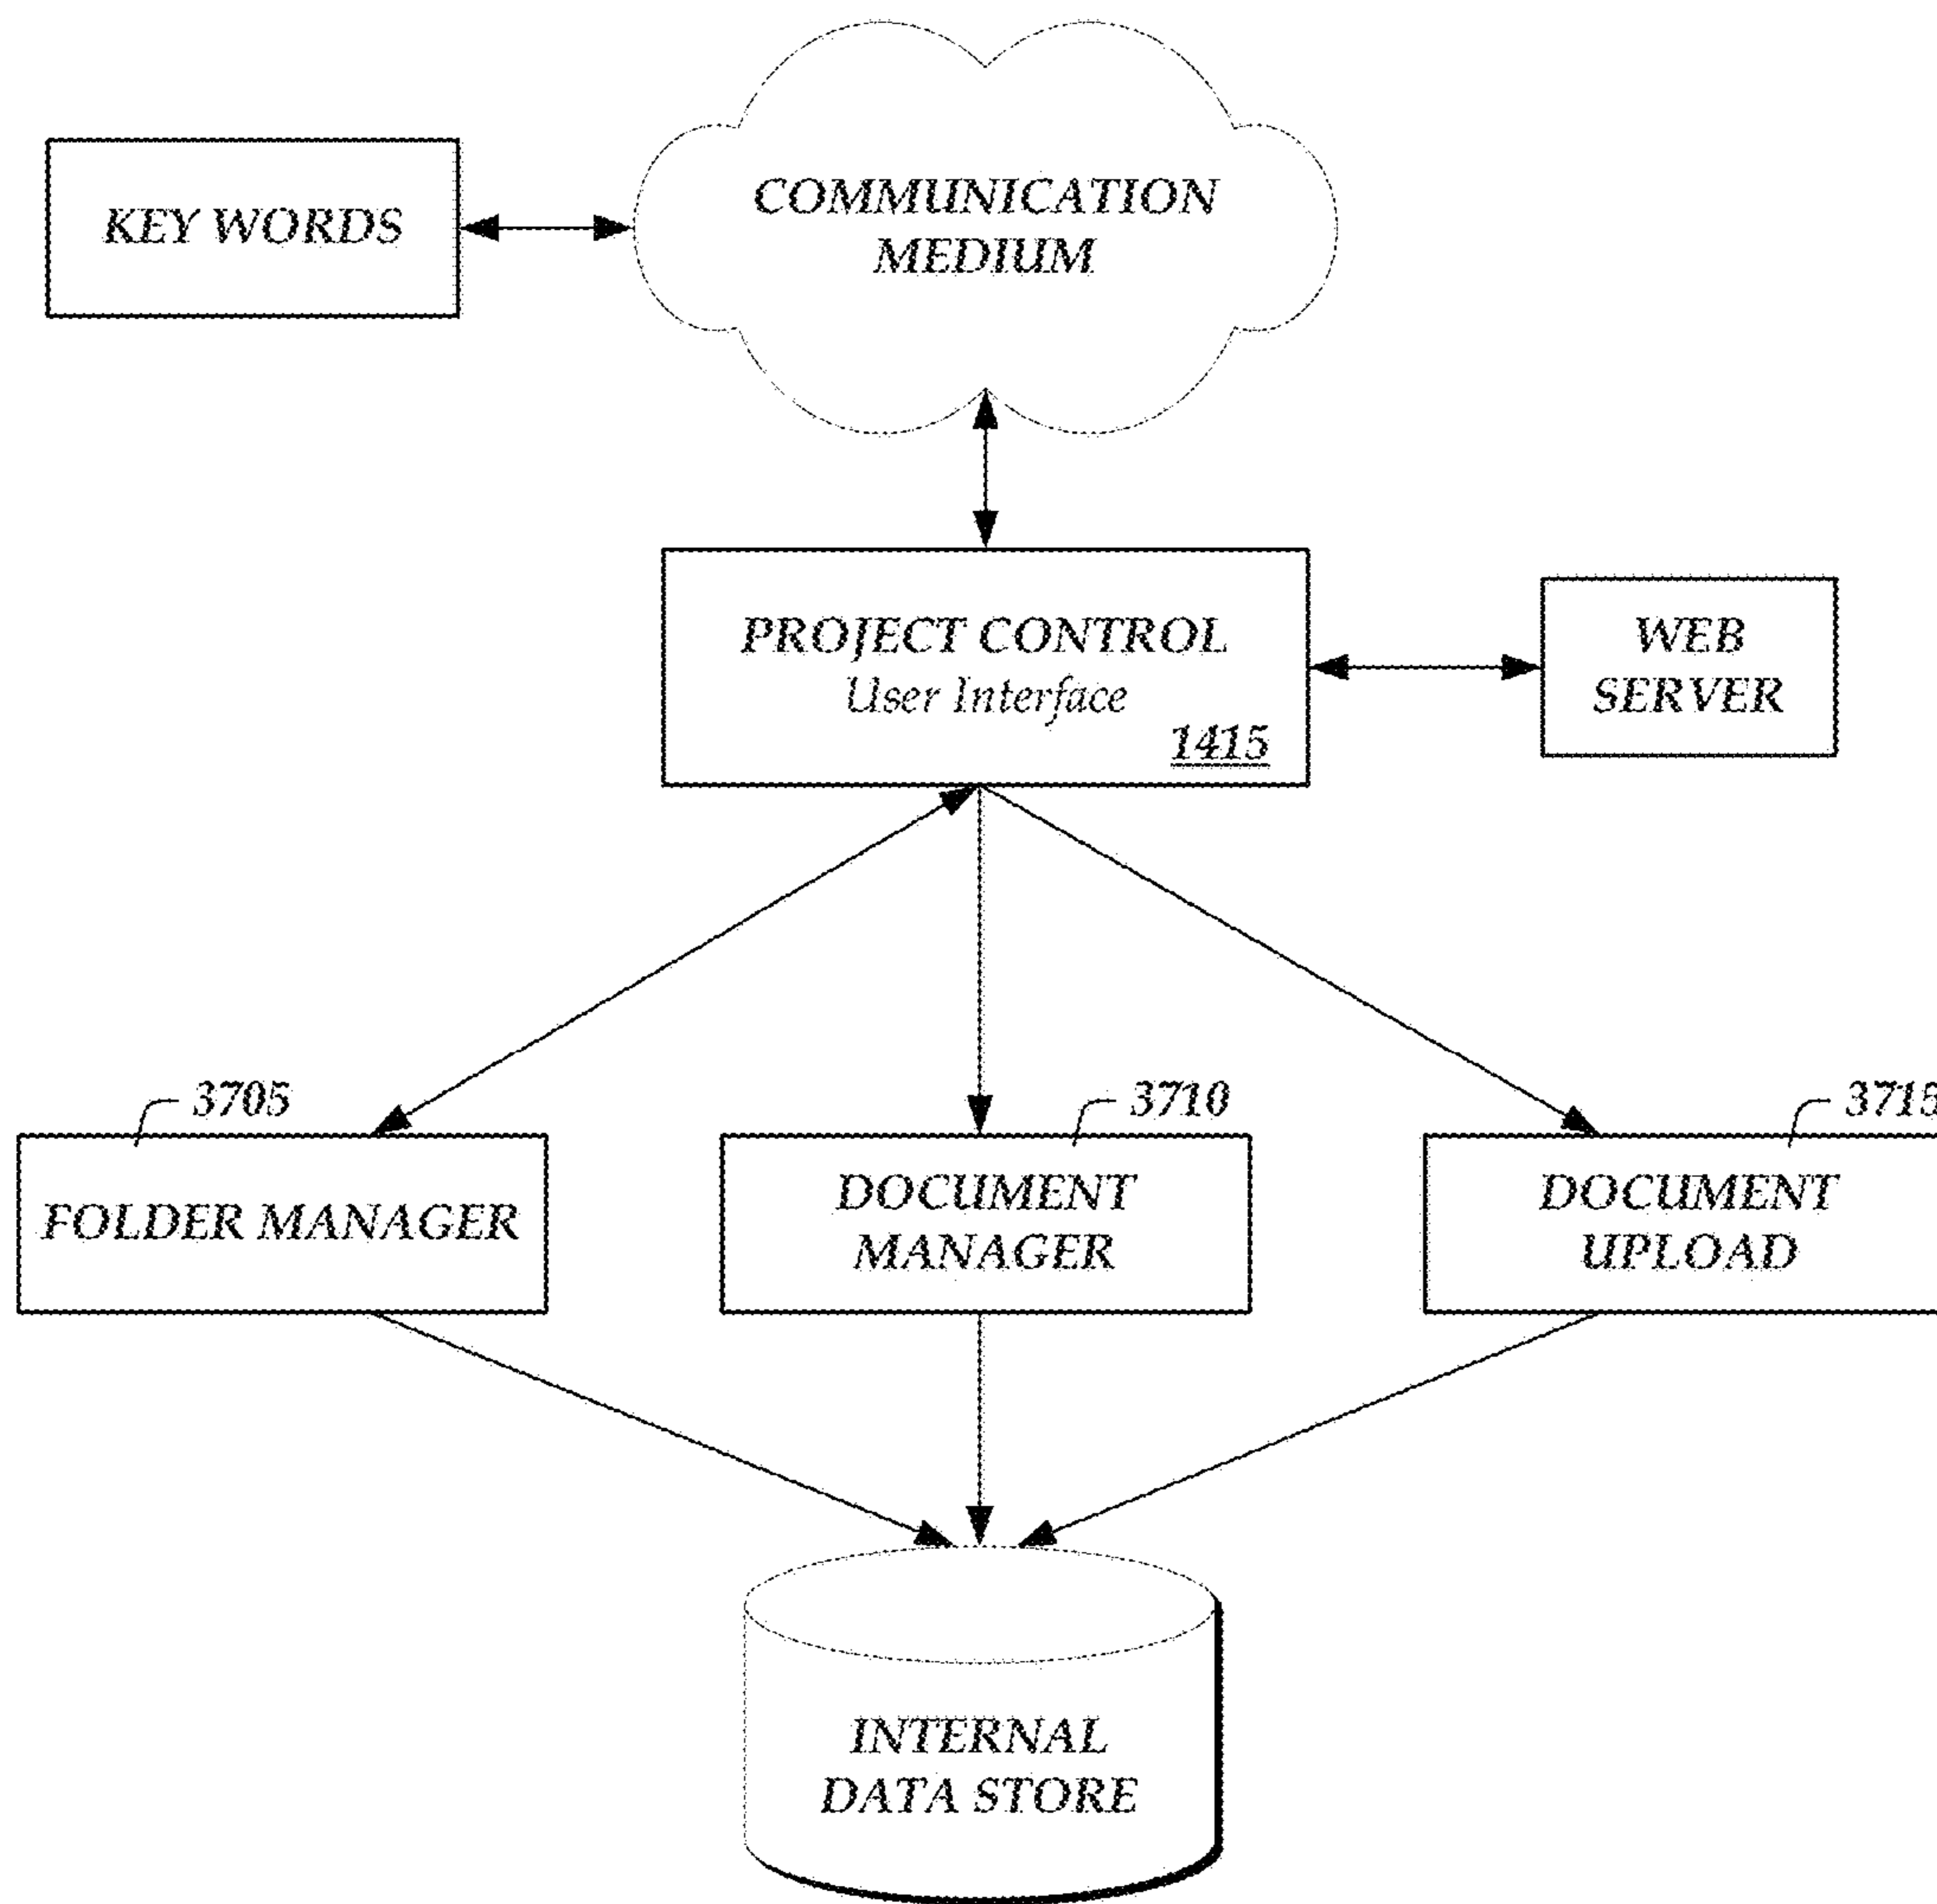 COMMUNICATION
MEDIUM
KEY WORDS
PROJECT CONTROL
User Interface
1415
WEB
SERVER
3705
3710
3715
FOLDER MANAGER
DOCUMENT
MANAGER
DOCUMENT
UPLOAD
INTERNAL
DATA STORE